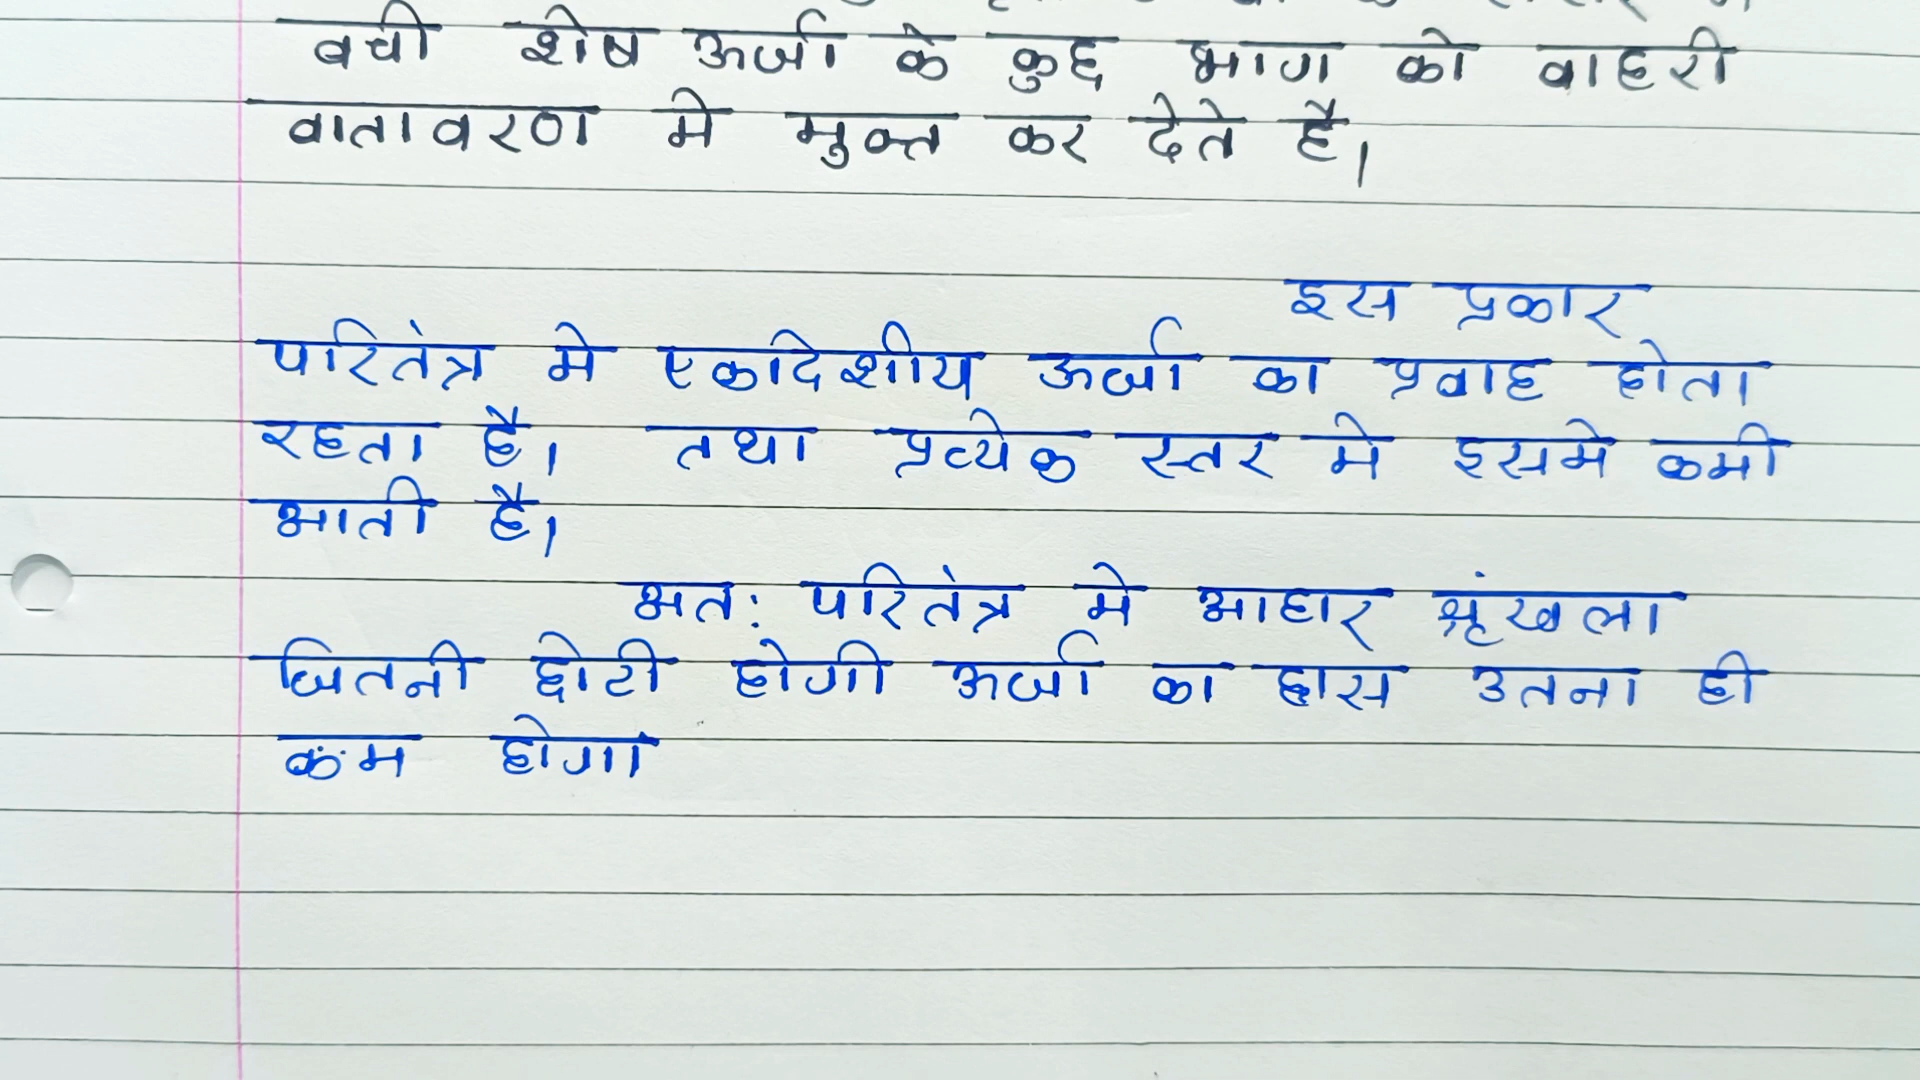 बची शेष ऊर्जा के कुछ भाग को वाहरी
वातावरण मे मुक्त कर देते है।
इस प्रकार
परितंत्र मे एकदिशीय ऊर्जा का प्रवाह होता
रहता है। तथा प्रत्येक स्तर मे इसमे कमी
आती है।
अत: परितंत्र मे आहार श्रृंखला
जितनी छोटी होगी ऊर्जा का ह्रास उतना ही
कम होगा